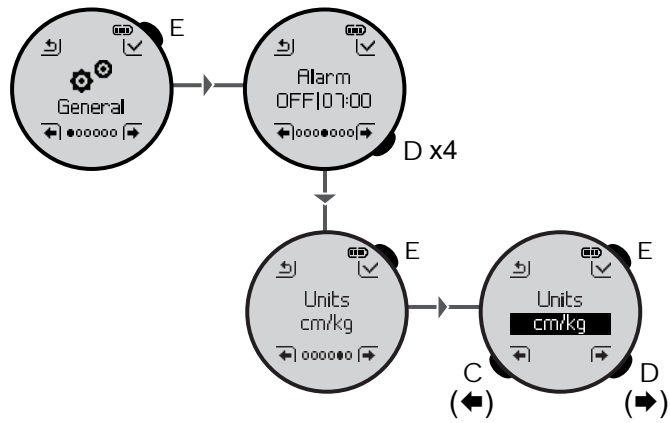 E
General
Alarm
OFF|07:00
D x4
E
Units
cm/kg
E
Units
cm/kg
C
(←)
D
(→)